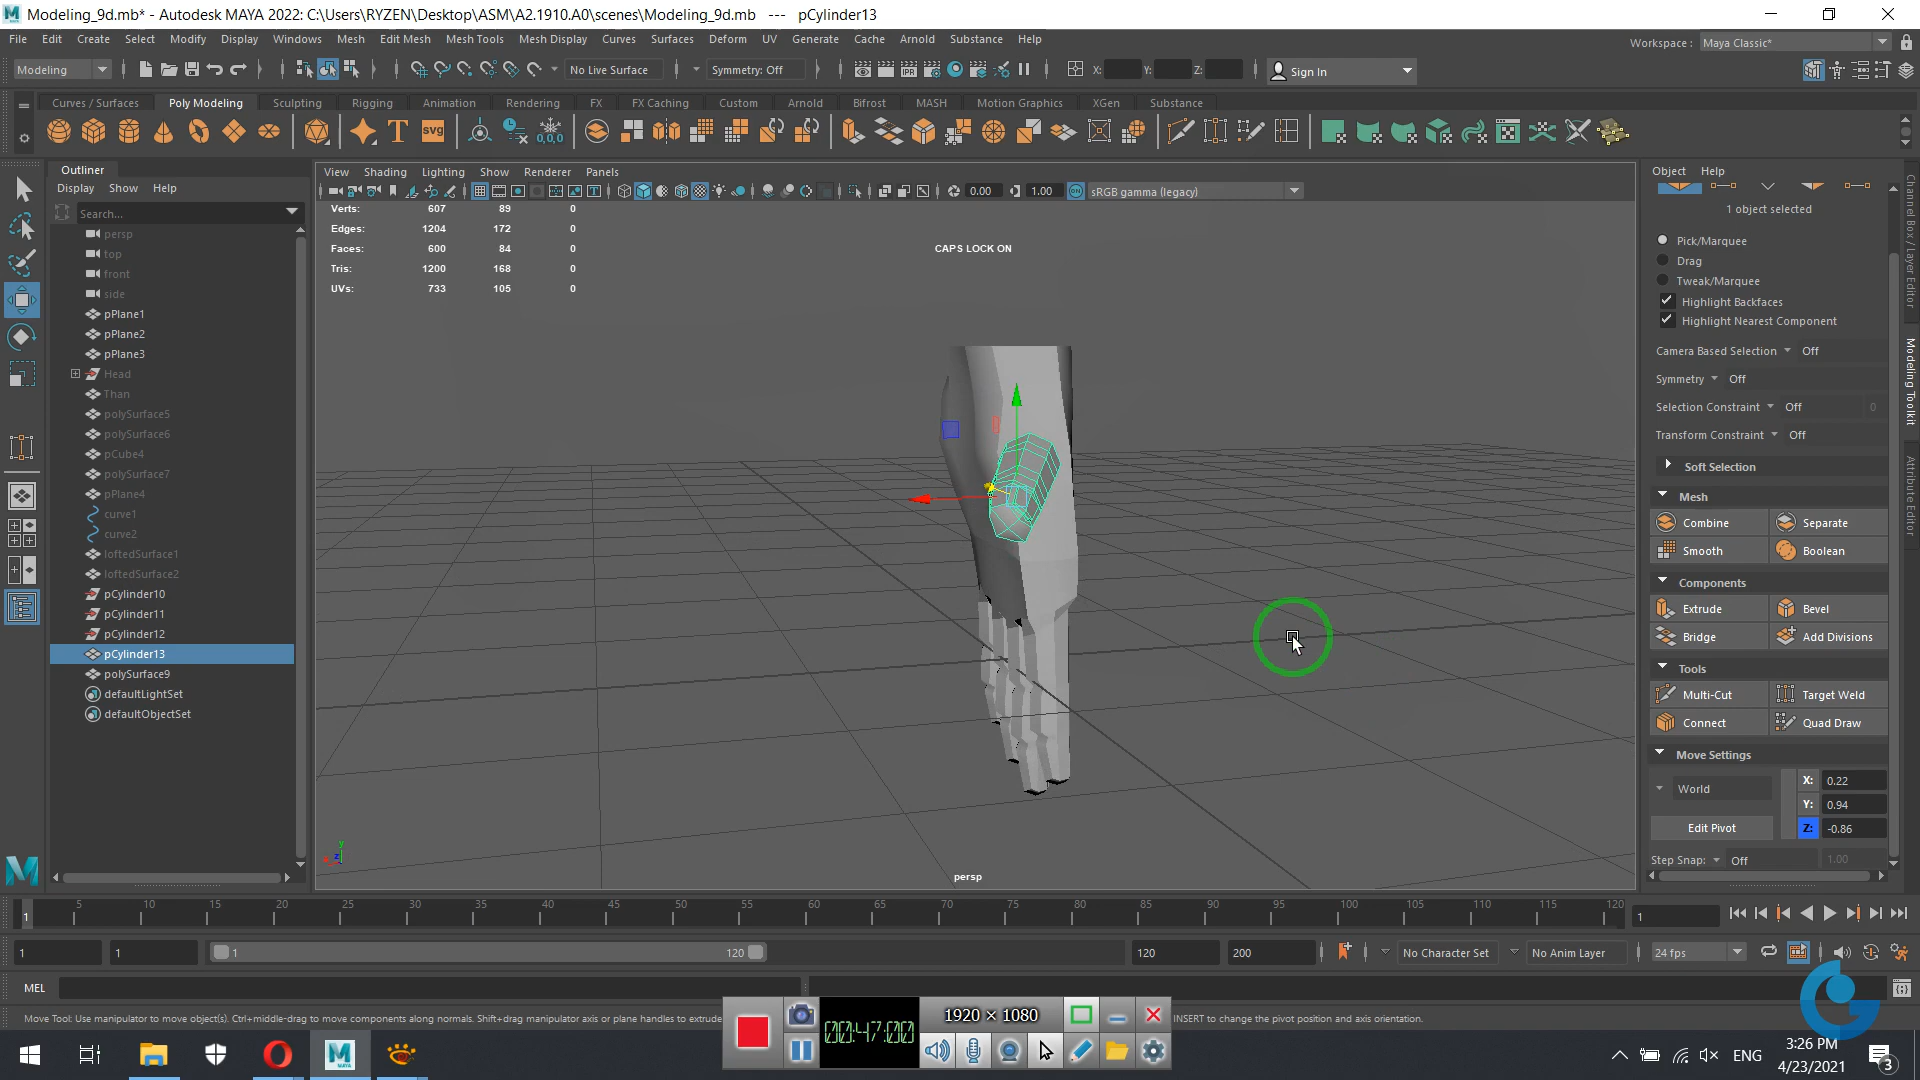 Modeling_9d.mb* - Autodesk MAYA 2022: C:\Users\RYZEN\Desktop\ASM\A2.1910.A0\scenes\Modeling_9d.mb --- pCylinder13
File Edit Create Select Modify Display Windows Mesh Edit Mesh Mesh Tools Mesh Display Curves Surfaces Deform UV Generate Cache Arnold Substance Help
Workspace : Maya Classic*
Modeling No Live Surface Symmetry: Off X: Y: Z: Sign In
Curves / Surfaces Poly Modeling Sculpting Rigging Animation Rendering FX FX Caching Custom Arnold Bifrost MASH Motion Graphics XGen Substance
T SVG 0,0,0
Outliner
Display Show Help
Search...
persp
top
front
side
pPlane1
pPlane2
pPlane3
Head
Than
polySurface5
polySurface6
pCube4
polySurface7
pPlane4
curve1
curve2
loftedSurface1
loftedSurface2
pCylinder10
pCylinder11
pCylinder12
pCylinder13
polySurface9
defaultLightSet
defaultObjectSet
View Shading Lighting Show Renderer Panels
0.00 1.00 sRGB gamma (legacy)
Verts: 607 89 0
Edges: 1204 172 0
Faces: 600 84 0
Tris: 1200 168 0
UVs: 733 105 0
CAPS LOCK ON
persp
Object Help
1 object selected
Pick/Marquee
Drag
Tweak/Marquee
Highlight Backfaces
Highlight Nearest Component
Camera Based Selection Off
Symmetry Off
Selection Constraint Off 0
Transform Constraint Off
Soft Selection
Mesh
Combine Separate
Smooth Boolean
Components
Extrude Bevel
Bridge Add Divisions
Tools
Multi-Cut Target Weld
Connect Quad Draw
Move Settings
World X: 0.22
Y: 0.94
Edit Pivot Z: -0.86
Step Snap: Off 1.00
Channel Box / Layer Editor
Modeling Toolkit
Attribute Editor
1 5 10 15 20 25 30 35 40 45 50 55 60 65 70 75 80 85 90 95 100 105 110 115 120 1
1 1 1 120 120 200 No Character Set No Anim Layer 24 fps
MEL
Move Tool: Use manipulator to move object(s). Ctrl+middle-drag to move components along normals. Shift+drag manipulator axis or plane handles to extrude
INSERT to change the pivot position and axis orientation.
1920 × 1080
00:47:00
ENG
3:26 PM
4/23/2021
3